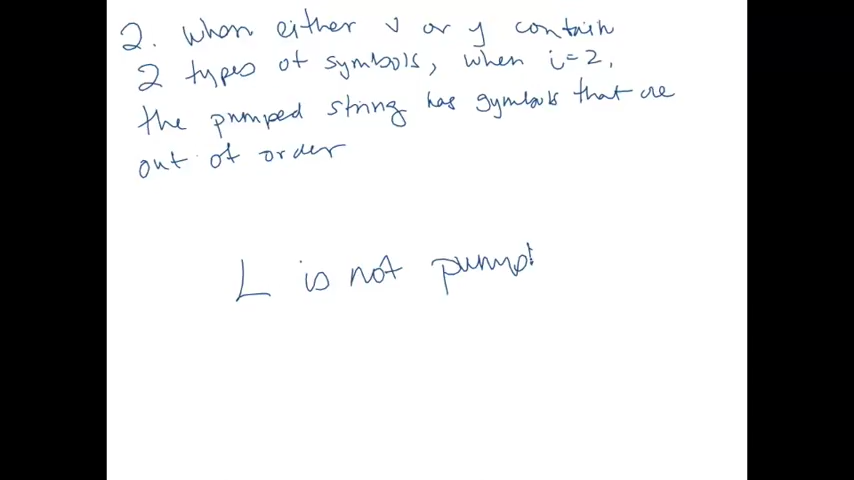 2. when either v or y contain
2 types of symbols, when i=2,
the pumped string has symbols that are
out of order
L is not pump